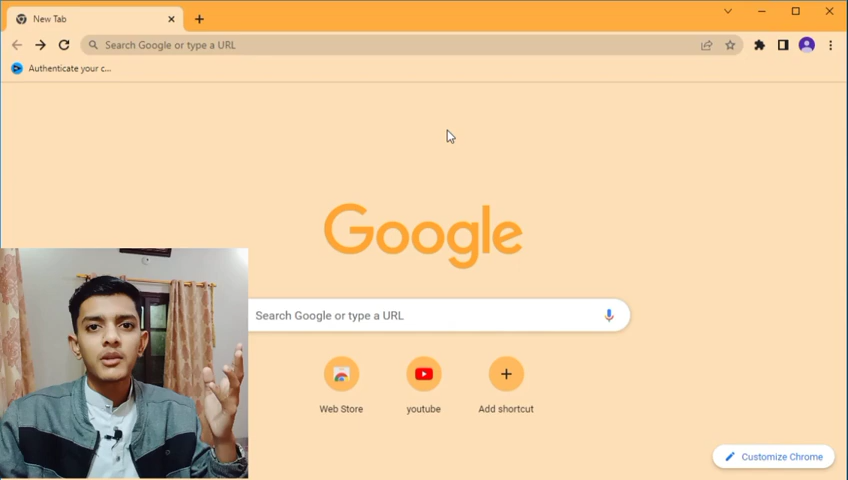 New Tab
Search Google or type a URL
Authenticate your c...
Google
Search Google or type a URL
Web Store
youtube
Add shortcut
Customize Chrome